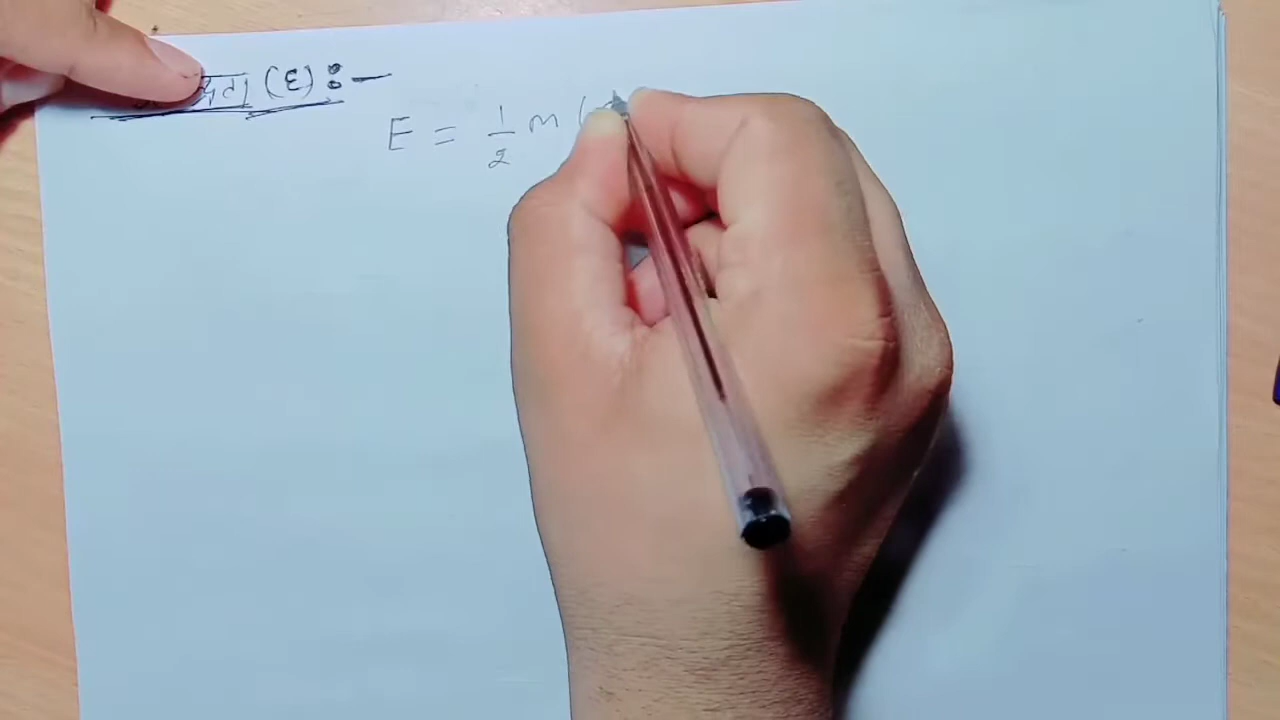 (E) :-
E = 1/2 m (